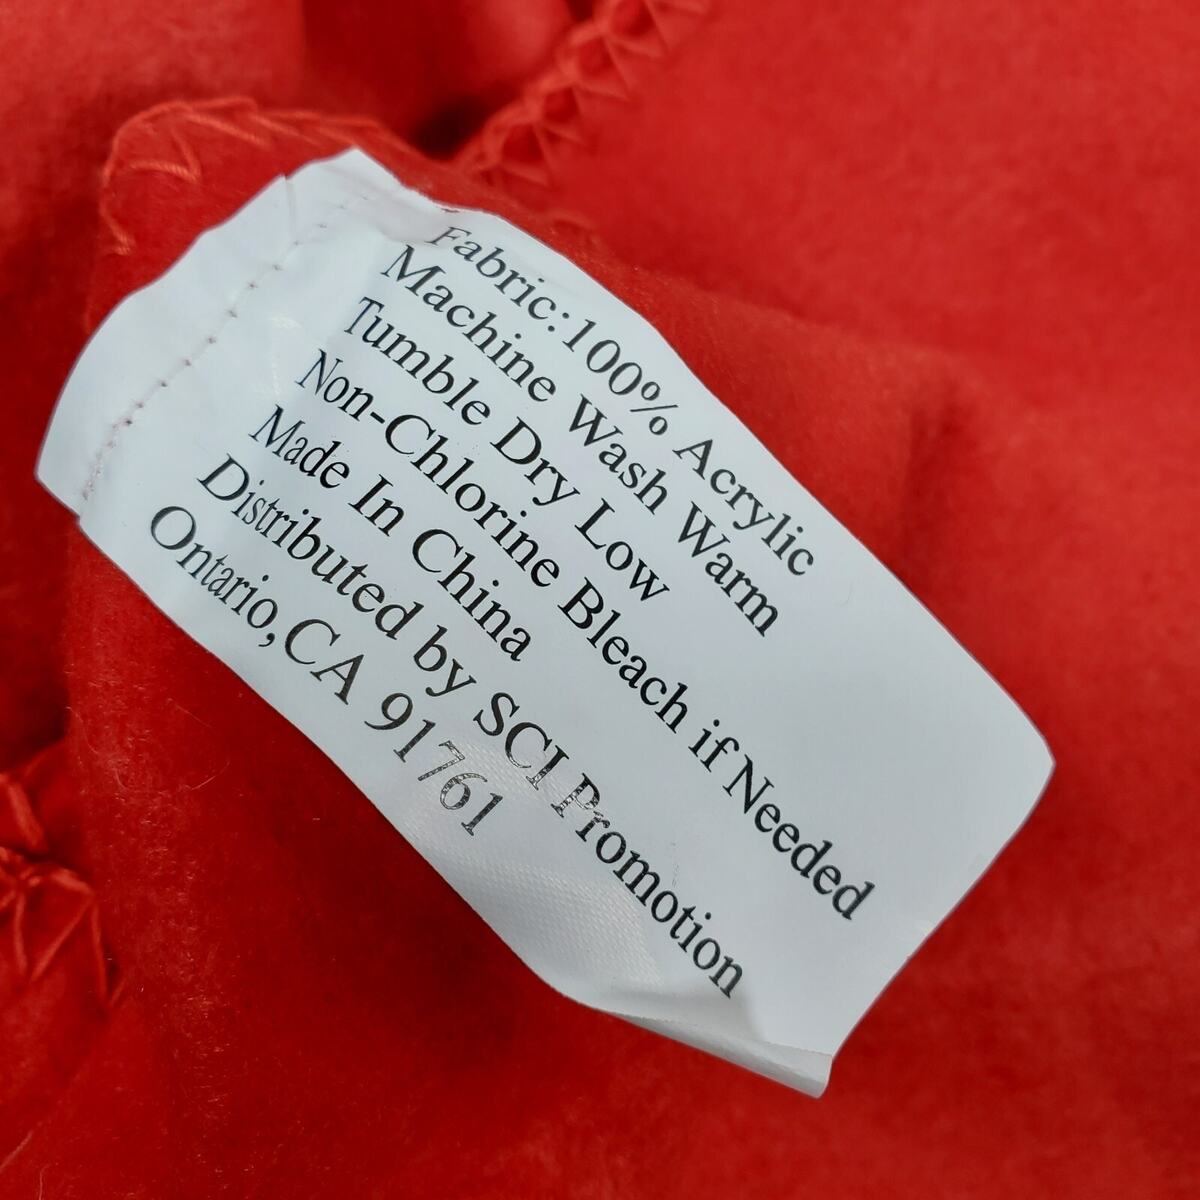 Fabric:100% Acrylic
Machine Wash Warm
Tumble Dry Low
Non-Chlorine Bleach if Needed
Made In China
Distributed by SCI Promotion
Ontario,CA 91761